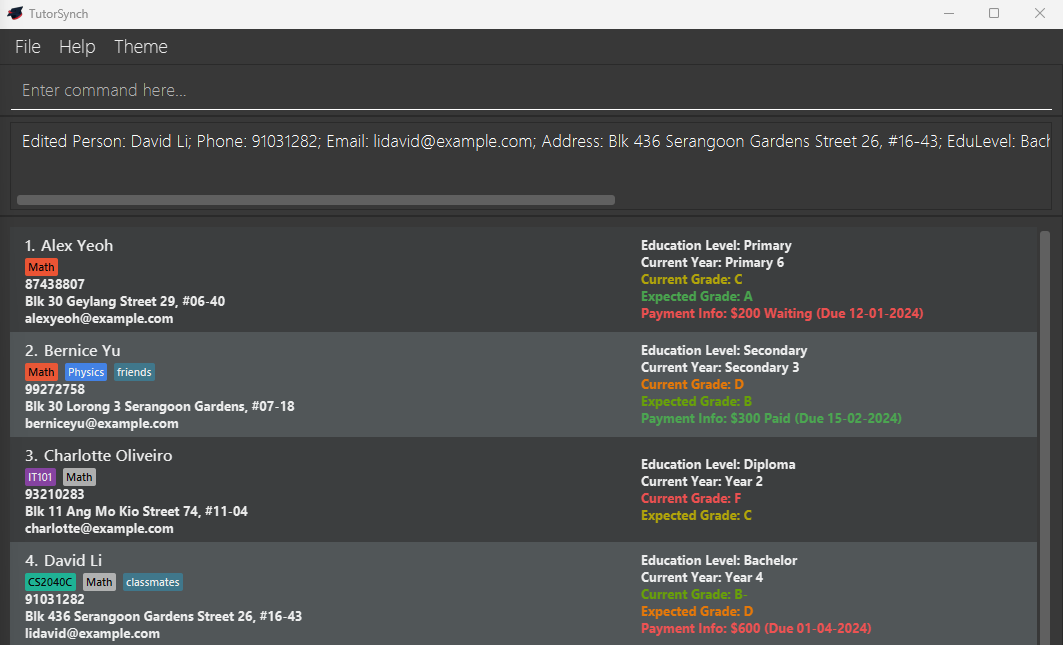 TutorSynch
File Help Theme
Enter command here...
Edited Person: David Li; Phone: 91031282; Email: lidavid@example.com; Address: Blk 436 Serangoon Gardens Street 26, #16-43; EduLevel: Bach
1. Alex Yeoh
Math
87438807
Blk 30 Geylang Street 29, #06-40
alexyeoh@example.com
Education Level: Primary
Current Year: Primary 6
Current Grade: C
Expected Grade: A
Payment Info: $200 Waiting (Due 12-01-2024)
2. Bernice Yu
Math Physics friends
99272758
Blk 30 Lorong 3 Serangoon Gardens, #07-18
berniceyu@example.com
Education Level: Secondary
Current Year: Secondary 3
Current Grade: D
Expected Grade: B
Payment Info: $300 Paid (Due 15-02-2024)
3. Charlotte Oliveiro
IT101 Math
93210283
Blk 11 Ang Mo Kio Street 74, #11-04
charlotte@example.com
Education Level: Diploma
Current Year: Year 2
Current Grade: F
Expected Grade: C
4. David Li
CS2040C Math classmates
91031282
Blk 436 Serangoon Gardens Street 26, #16-43
lidavid@example.com
Education Level: Bachelor
Current Year: Year 4
Current Grade: B-
Expected Grade: D
Payment Info: $600 (Due 01-04-2024)